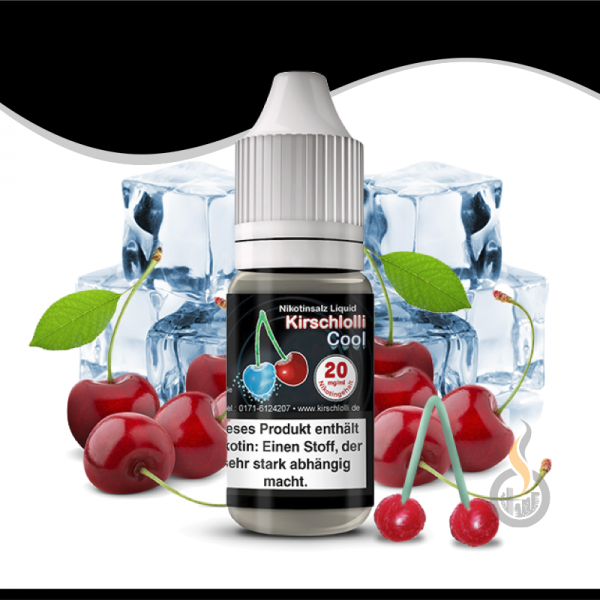 Nikotinsalz Liquid
Kirschlolli
Cool
20
mg/ml
Nikotingehalt
el.: 0171-6124207 • www.kirschlolli.de
ieses Produkt enthält
kotin: Einen Stoff, der
sehr stark abhängig
macht.